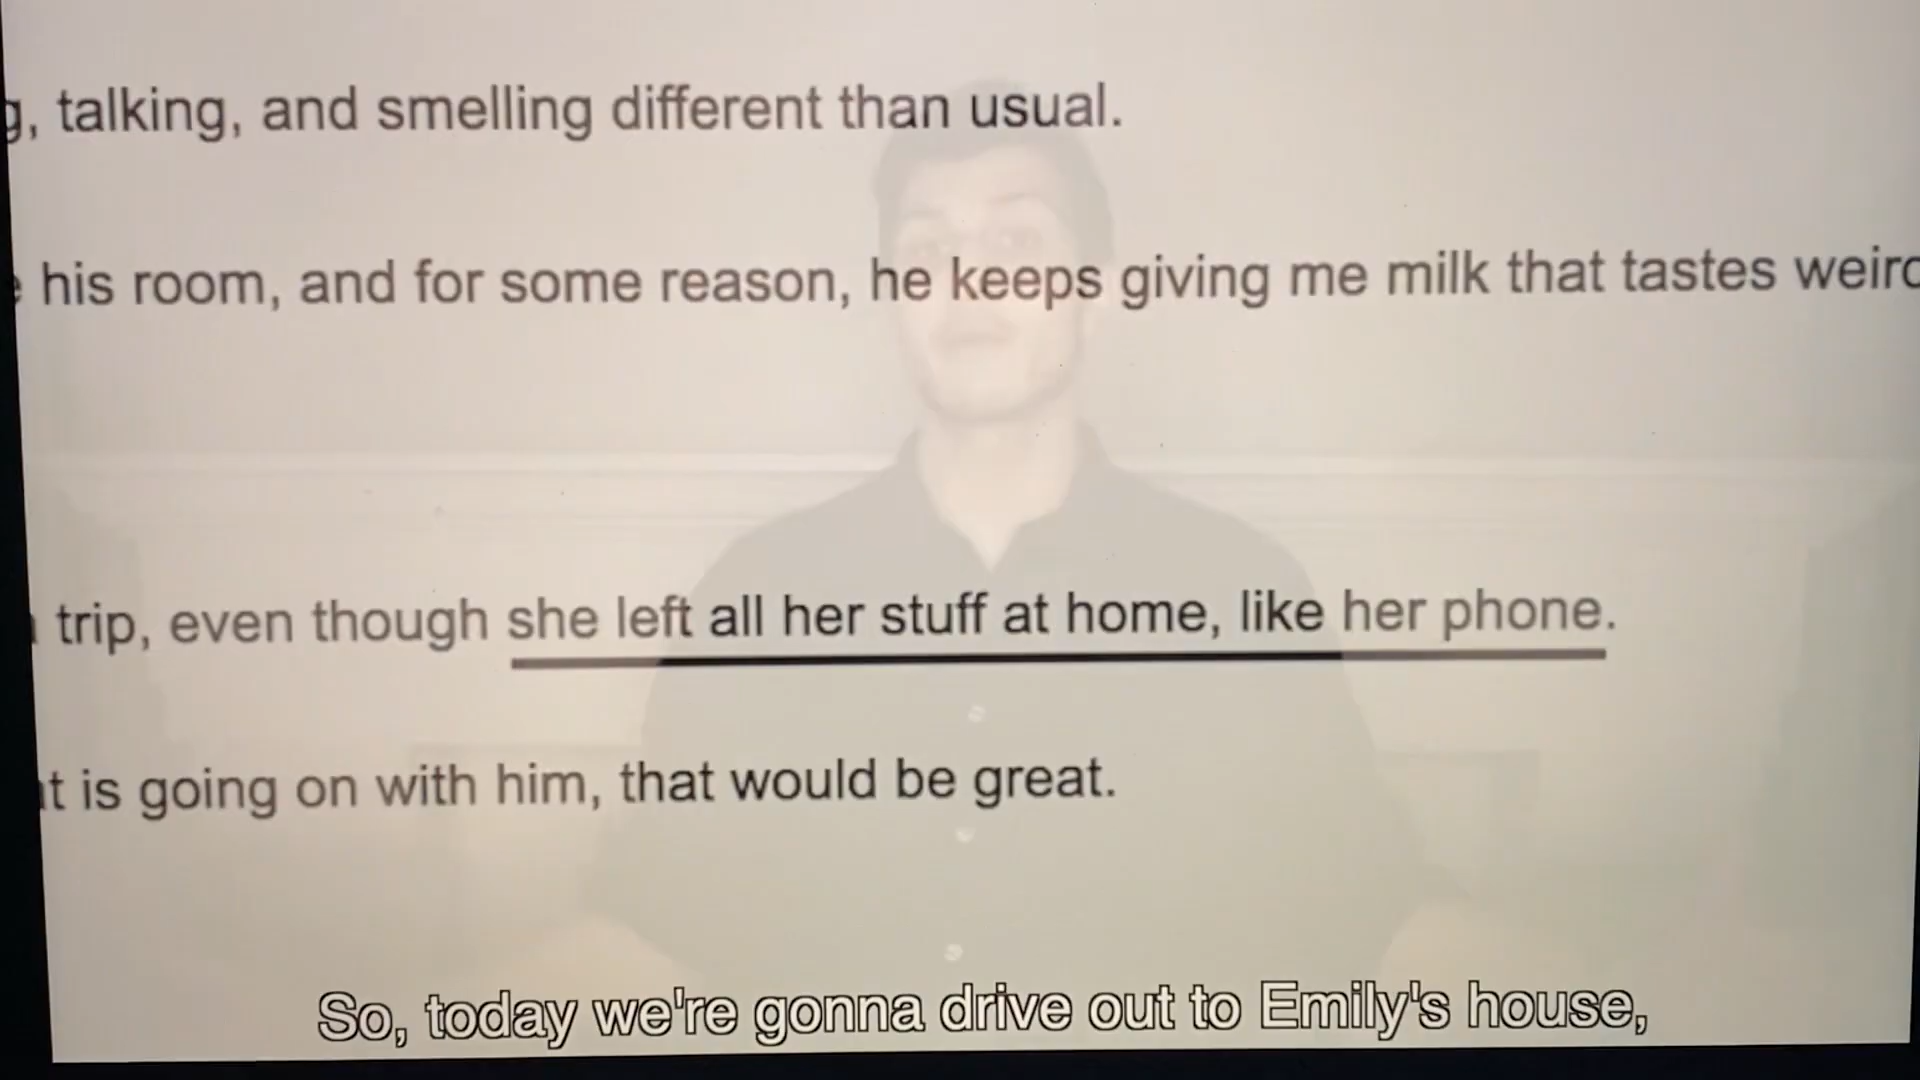 , talking, and smelling different than usual.
his room, and for some reason, he keeps giving me milk that tastes
trip, even though she left all her stuff at home, like her phone.
is going on with him, that would be great.
So, today we're gonna drive out to Emily's house,